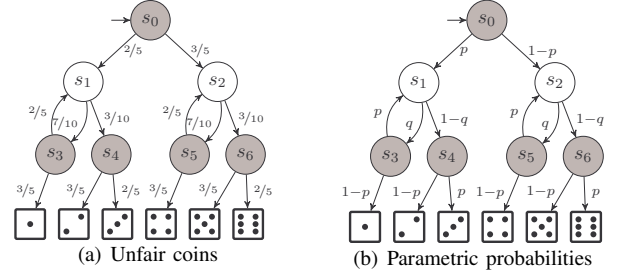 s0 s0
2/5 3/5 p 1−p
s1 s2 s1 s2
2/5 7/10 3/10 2/5 7/10 3/10 p q 1−q p q 1−q
s3 s4 s5 s6 s3 s4 s5 s6
3/5 3/5 2/5 3/5 3/5 2/5 1−p 1−p p 1−p 1−p p
(a) Unfair coins (b) Parametric probabilities